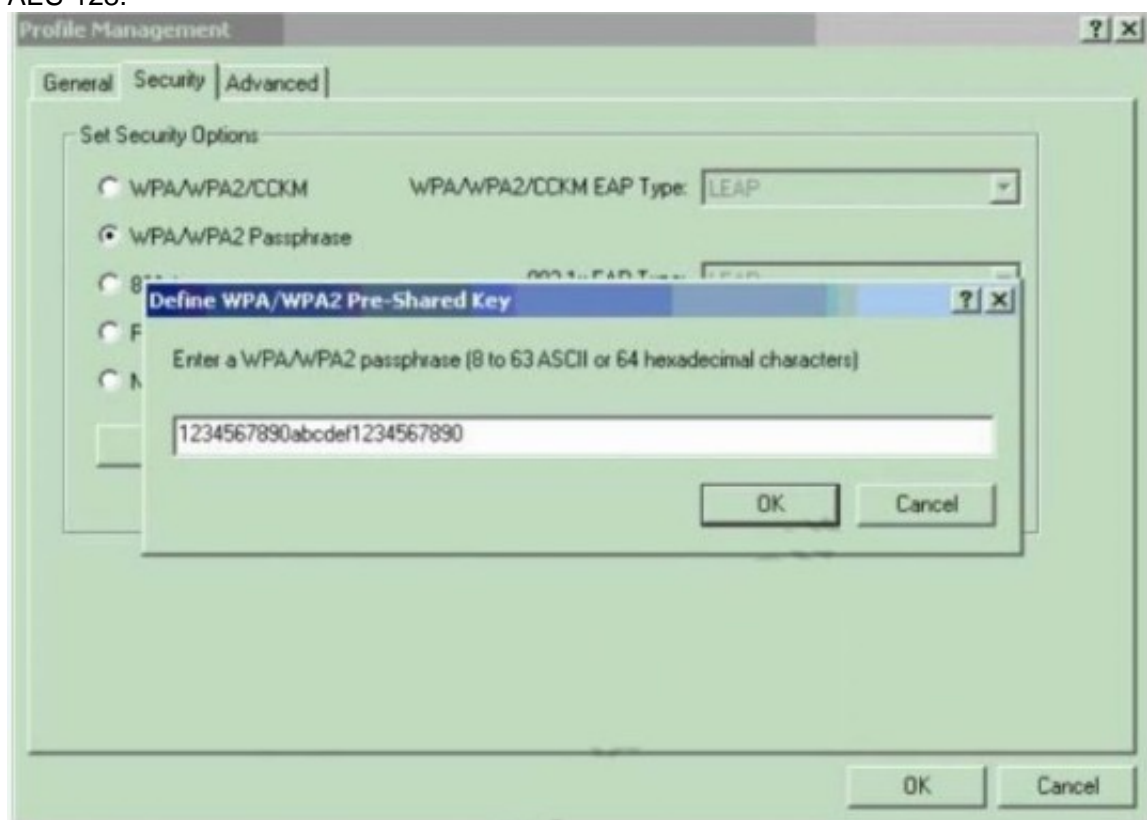 Profile Management
General Security Advanced
Set Security Options
WPA/WPA2/CCKM WPA/WPA2/CCKM EAP Type: LEAP
WPA/WPA2 Passphrase
Define WPA/WPA2 Pre-Shared Key
Enter a WPA/WPA2 passphrase (8 to 63 ASCII or 64 hexadecimal characters)
1234567890abcdef1234567890
OK Cancel
OK Cancel